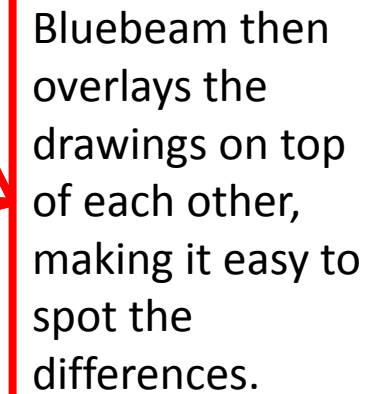 Bluebeam then
overlays the
drawings on top
of each other,
making it easy to
spot the
differences.